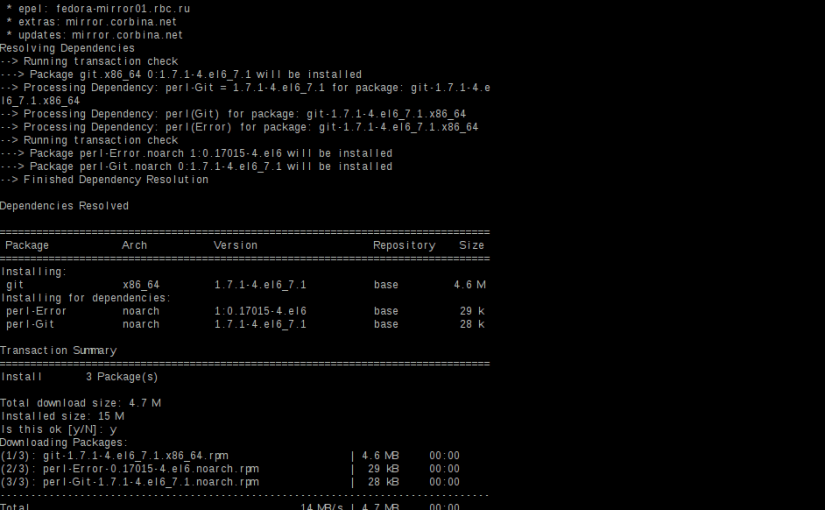 * epel: fedora-mirror01.rbc.ru
* extras: mirror.corbina.net
* updates: mirror.corbina.net
Resolving Dependencies
--> Running transaction check
---> Package git.x86_64 0:1.7.1-4.el6_7.1 will be installed
--> Processing Dependency: perl-Git = 1.7.1-4.el6_7.1 for package: git-1.7.1-4.e
l6_7.1.x86_64
--> Processing Dependency: perl(Git) for package: git-1.7.1-4.el6_7.1.x86_64
--> Processing Dependency: perl(Error) for package: git-1.7.1-4.el6_7.1.x86_64
--> Running transaction check
---> Package perl-Error.noarch 1:0.17015-4.el6 will be installed
---> Package perl-Git.noarch 0:1.7.1-4.el6_7.1 will be installed
--> Finished Dependency Resolution
Dependencies Resolved
================================================================================
Package Arch Version Repository Size
================================================================================
Installing:
git x86_64 1.7.1-4.el6_7.1 base 4.6 M
Installing for dependencies:
perl-Error noarch 1:0.17015-4.el6 base 29 k
perl-Git noarch 1.7.1-4.el6_7.1 base 28 k
Transaction Summary
================================================================================
Install 3 Package(s)
Total download size: 4.7 M
Installed size: 15 M
Is this ok [y/N]: y
Downloading Packages:
(1/3): git-1.7.1-4.el6_7.1.x86_64.rpm | 4.6 MB 00:00
(2/3): perl-Error-0.17015-4.el6.noarch.rpm | 29 kB 00:00
(3/3): perl-Git-1.7.1-4.el6_7.1.noarch.rpm | 28 kB 00:00
--------------------------------------------------------------------------------
Total 14 MB/s | 4.7 MB 00:00